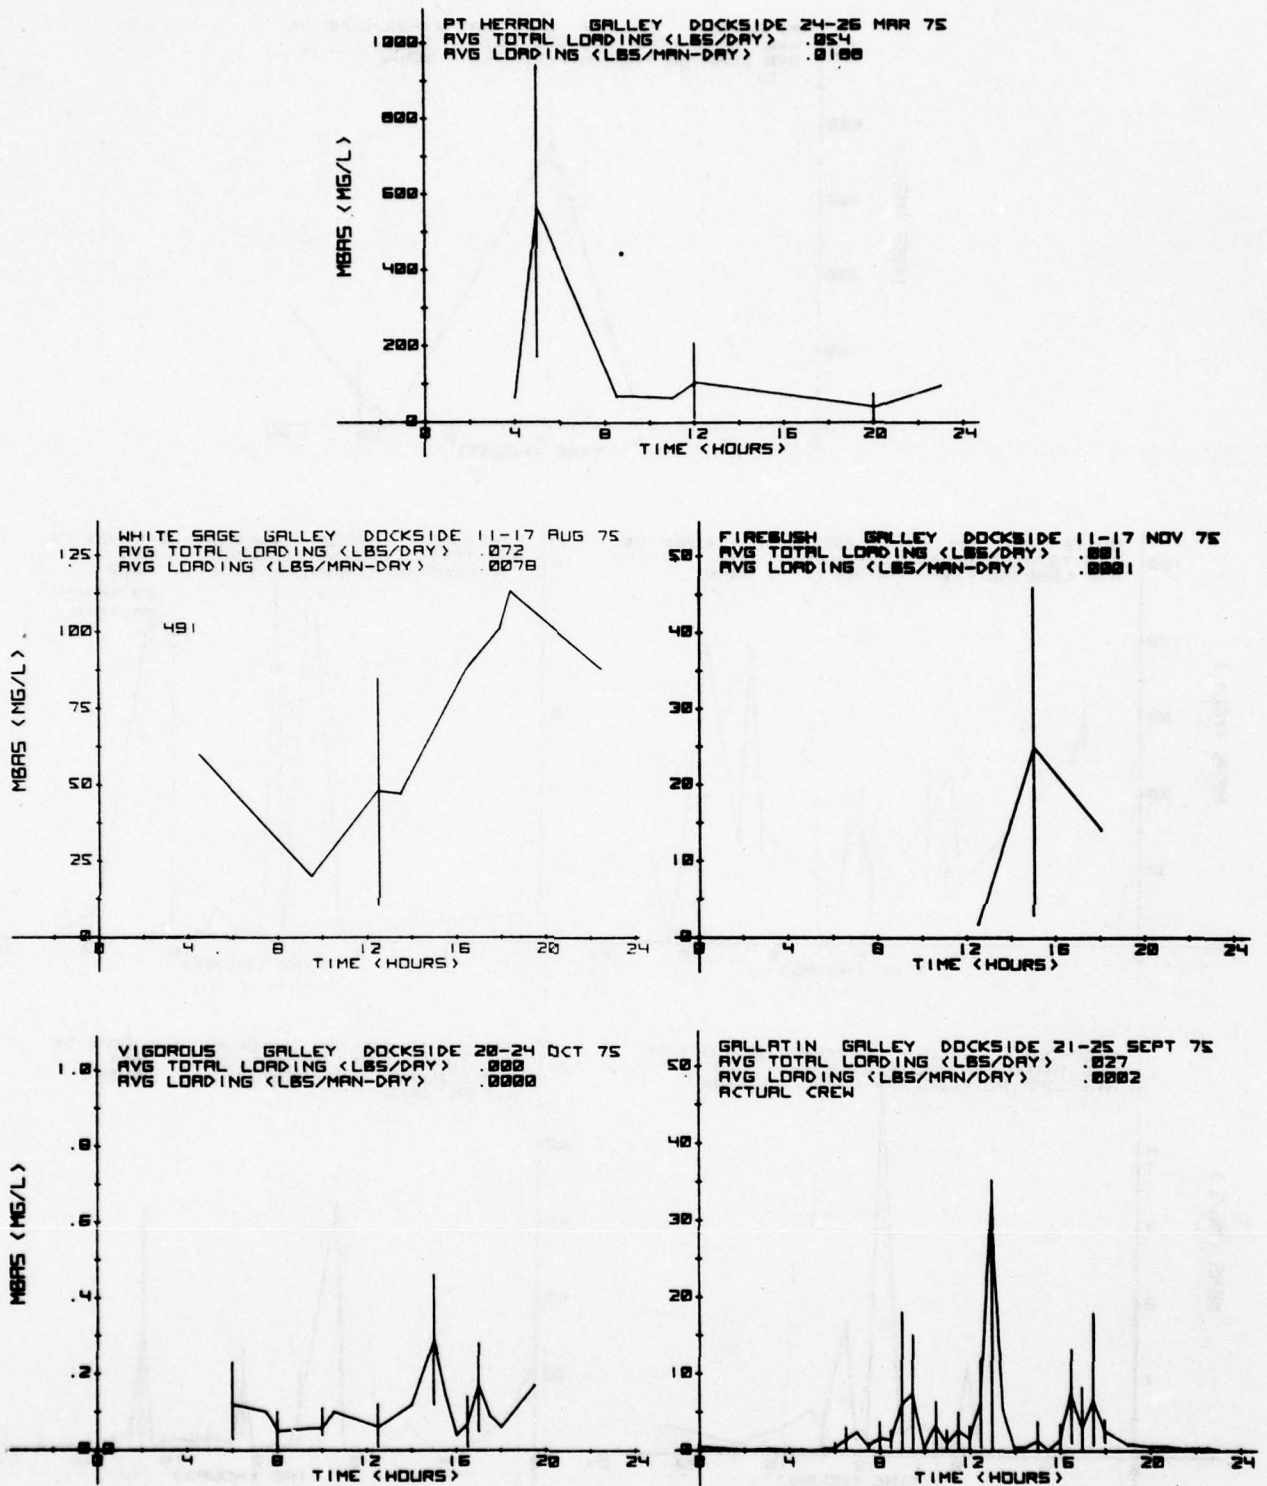 PT HERRON GALLEY DOCKSIDE 24-26 MAR 75
AVG TOTAL LOADING <LBS/DAY> .054
AVG LOADING <LBS/MAN-DAY> .0108
1000
800
600
400
200
0
MBAS <MG/L>
0 4 8 12 16 20 24
TIME <HOURS>
WHITE SAGE GALLEY DOCKSIDE 11-17 AUG 75
AVG TOTAL LOADING <LBS/DAY> .072
AVG LOADING <LBS/MAN-DAY> .0078
125
100
75
50
25
0
491
MBAS <MG/L>
0 4 8 12 16 20 24
TIME <HOURS>
FIREBUSH GALLEY DOCKSIDE 11-17 NOV 75
AVG TOTAL LOADING <LBS/DAY> .001
AVG LOADING <LBS/MAN-DAY> .0001
50
40
30
20
10
0
0 4 8 12 16 20 24
TIME <HOURS>
VIGOROUS GALLEY DOCKSIDE 20-24 OCT 75
AVG TOTAL LOADING <LBS/DAY> .000
AVG LOADING <LBS/MAN-DAY> .0000
1.0
.8
.6
.4
.2
0
MBAS <MG/L>
0 4 8 12 16 20 24
TIME <HOURS>
GALLATIN GALLEY DOCKSIDE 21-25 SEPT 75
AVG TOTAL LOADING <LBS/DAY> .027
AVG LOADING <LBS/MAN/DAY> .0002
ACTUAL CREW
50
40
30
20
10
0
0 4 8 12 16 20 24
TIME <HOURS>